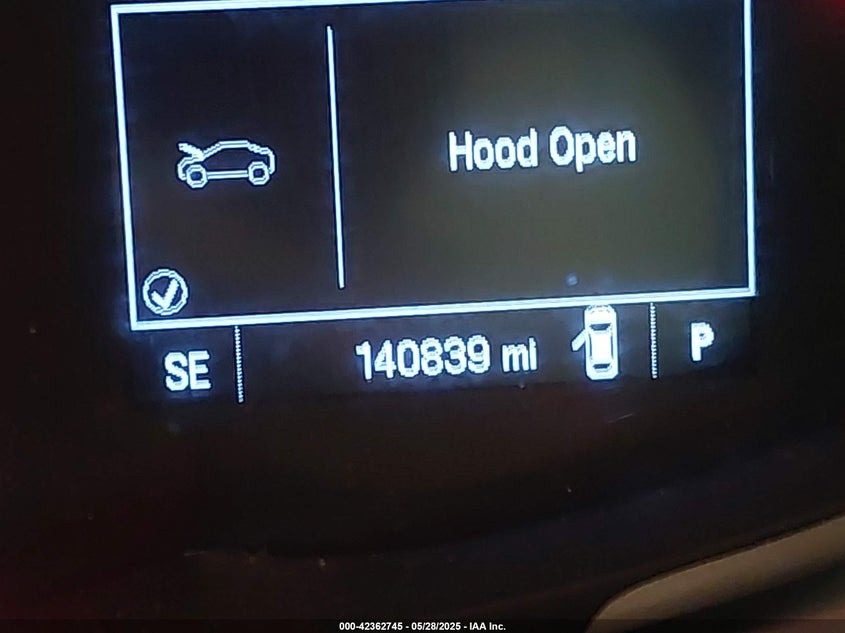 Hood Open
SE 140839 mi P
000-42362745 - 05/28/2025 - IAA Inc.